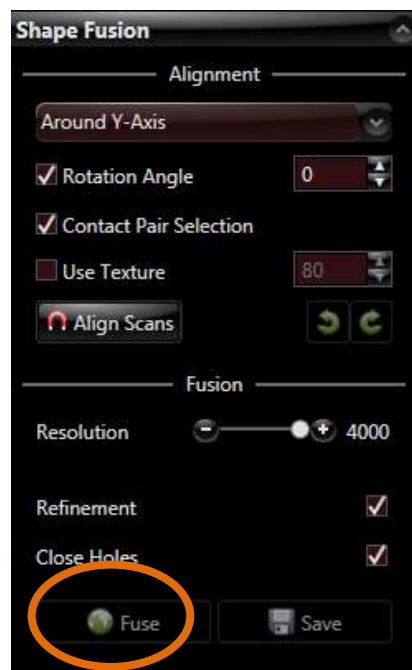 Shape Fusion
Alignment
Around Y-Axis
Rotation Angle 0
Contact Pair Selection
Use Texture 80
Align Scans
Fusion
Resolution 4000
Refinement
Close Holes
Fuse Save